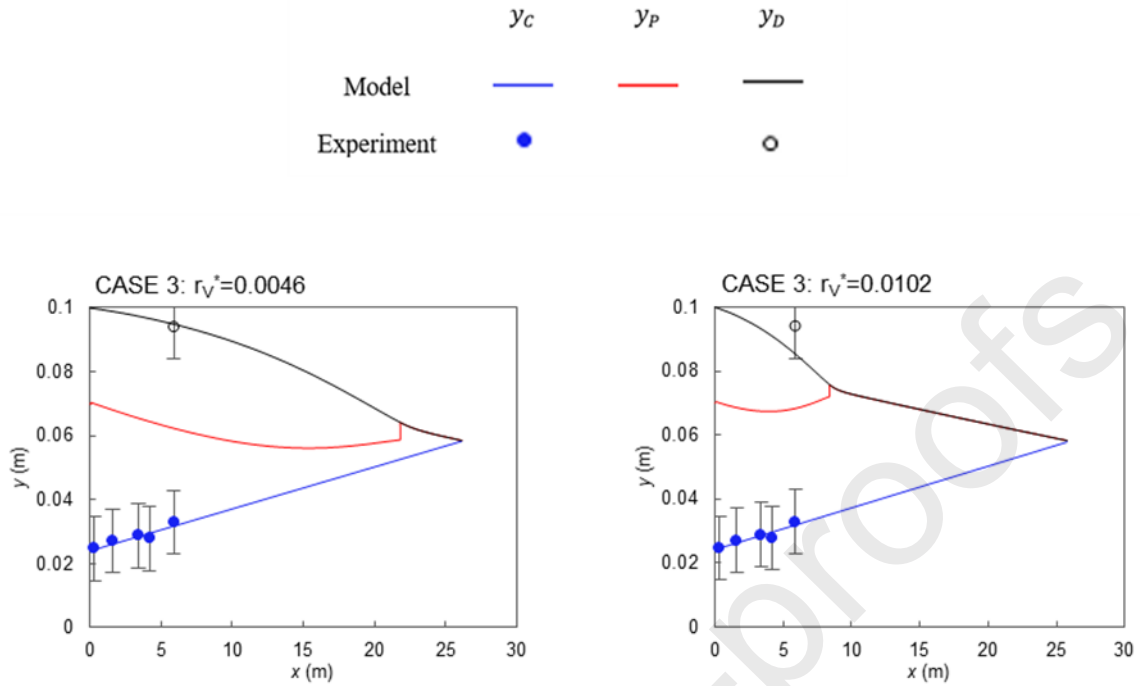 y_C y_P y_D
Model
Experiment
CASE 3: r_V*=0.0046
0.1
0.08
0.06
0.04
0.02
0
y (m)
0 5 10 15 20 25 30
x (m)
CASE 3: r_V*=0.0102
0.1
0.08
0.06
0.04
0.02
0
y (m)
0 5 10 15 20 25 30
x (m)
proofs